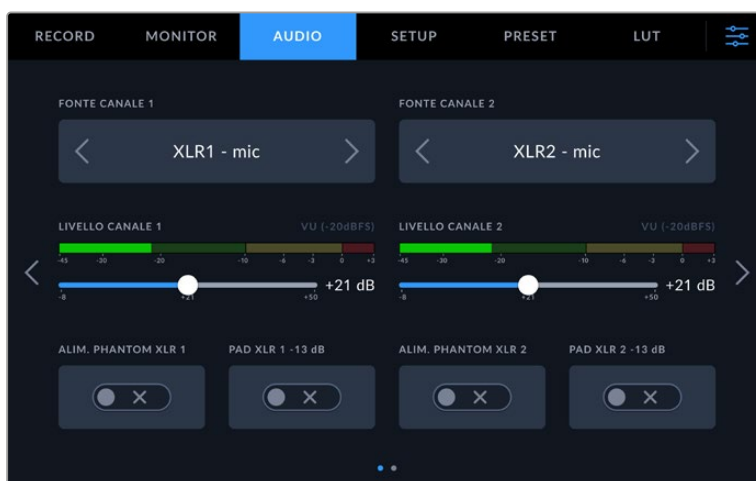 RECORD MONITOR AUDIO SETUP PRESET LUT
FONTE CANALE 1 FONTE CANALE 2
XLR1 - mic XLR2 - mic
LIVELLO CANALE 1 VU (-20dBFS) LIVELLO CANALE 2 VU (-20dBFS)
-45 -30 -20 -10 -6 -3 0 +3 -45 -30 -20 -10 -6 -3 0 +3
+21 dB +21 dB
-8 +21 +50 -8 +21 +50
ALIM. PHANTOM XLR 1 PAD XLR 1 -13 dB ALIM. PHANTOM XLR 2 PAD XLR 2 -13 dB